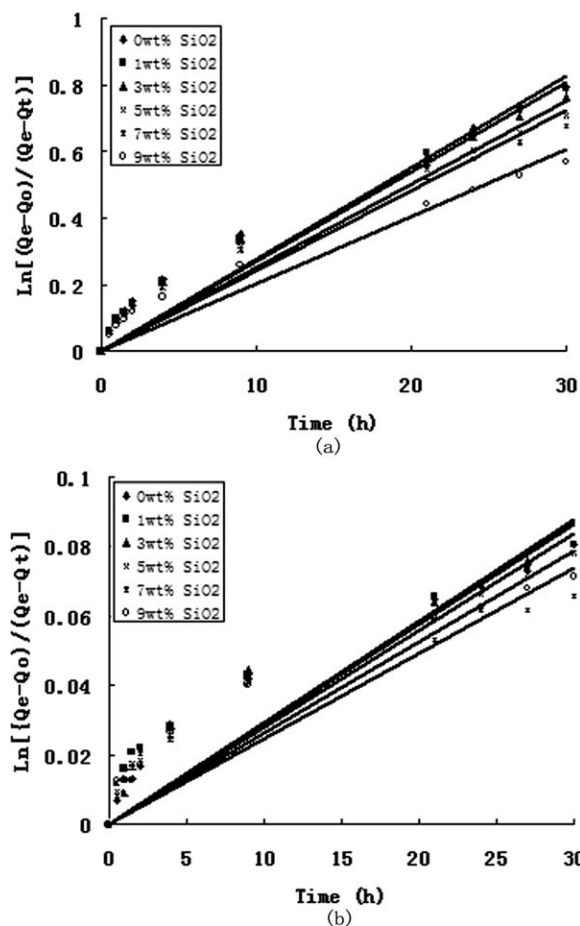 1
0.8
0.6
0.4
0.2
0
Ln[(Qe-Qo)/(Qe-Qt)]
0wt% SiO2
1wt% SiO2
3wt% SiO2
5wt% SiO2
7wt% SiO2
9wt% SiO2
0 10 20 30
Time (h)
(a)
0.1
0.08
0.06
0.04
0.02
0
Ln[{Qe-Qo)/(Qe-Qt)]
0wt% SiO2
1wt% SiO2
3wt% SiO2
5wt% SiO2
7wt% SiO2
9wt% SiO2
0 5 10 15 20 25 30
Time (h)
(b)